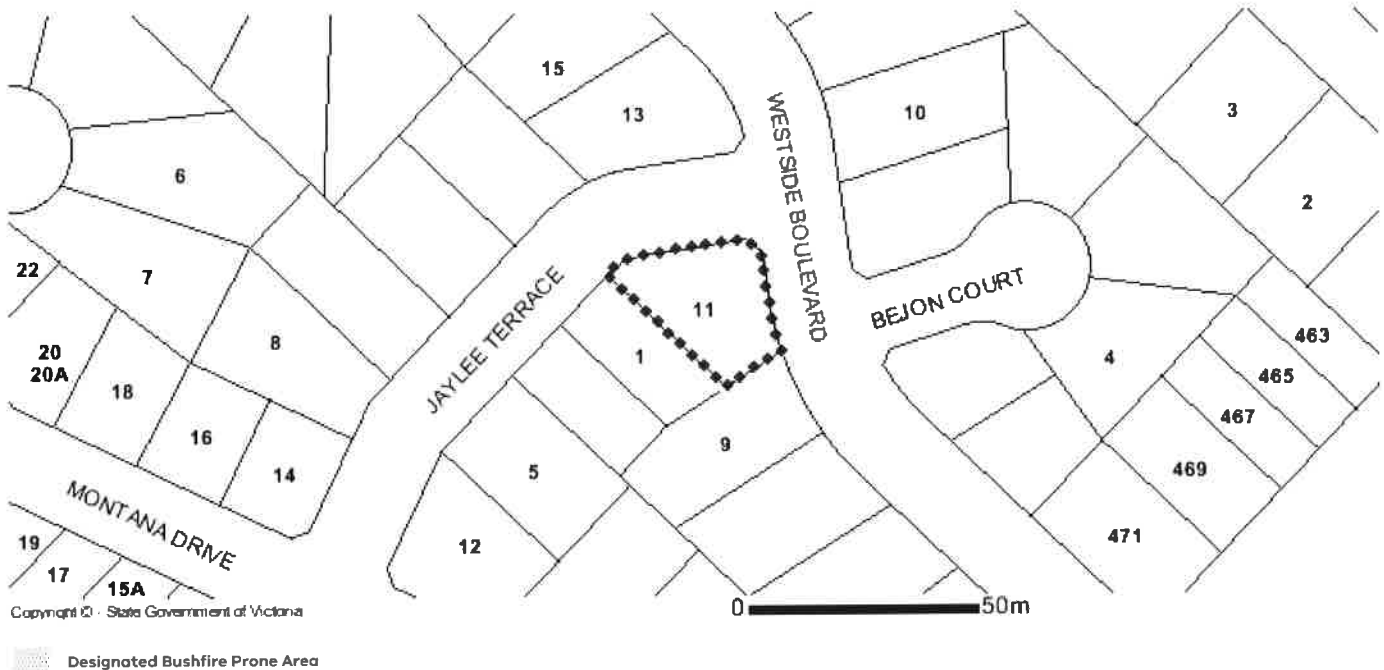 15
13
10
3
6
WESTSIDE BOULEVARD
2
22
7
JAYLEE TERRACE
11
BEJON COURT
463
8
1
4
465
20
20A
18
467
16
9
469
14
5
471
MONTANA DRIVE
12
19
17
15A
Copyright © - State Government of Victoria
0 50m
Designated Bushfire Prone Area